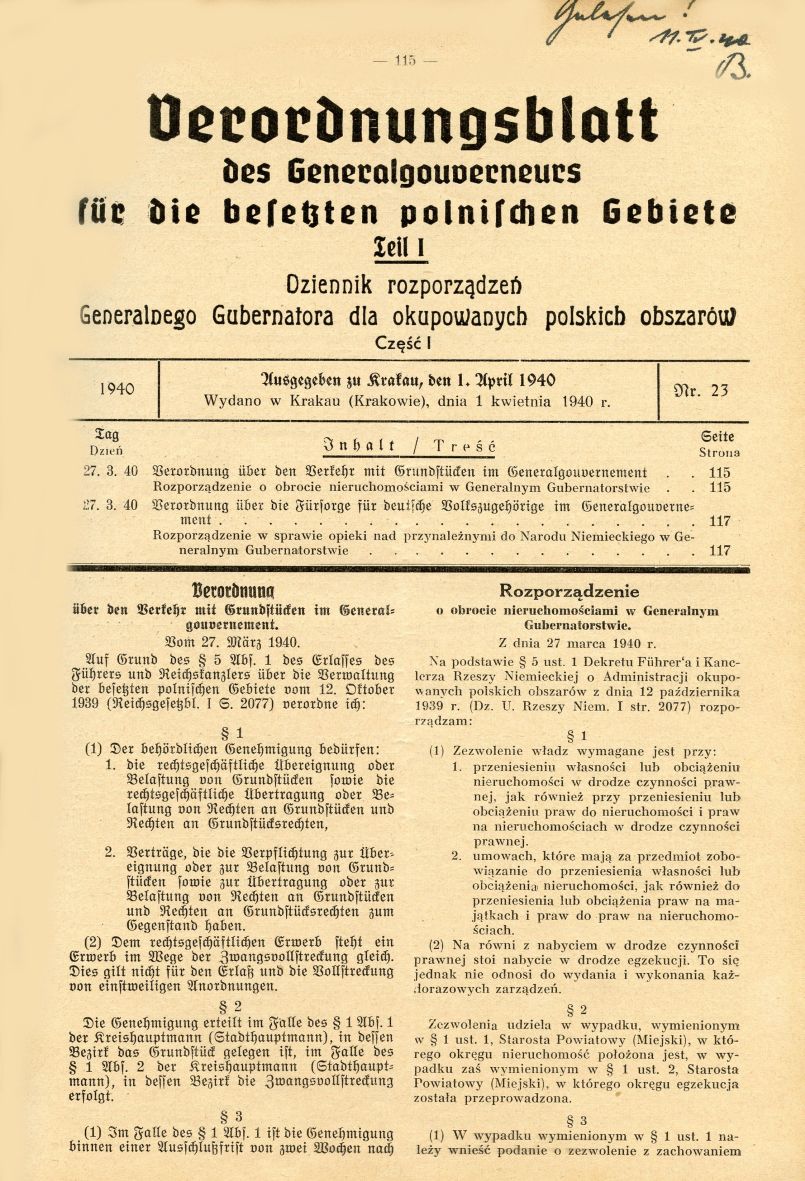 Gelesen!
11. IV. 40
B.
— 115 —
Verordnungsblatt
des Generalgouverneurs
für die besetzten polnischen Gebiete
Teil I
Dziennik rozporządzeń
Generalnego Gubernatora dla okupowanych polskich obszarów
Część I
1940
Ausgegeben zu Krakau, den 1. April 1940
Wydano w Krakau (Krakowie), dnia 1 kwietnia 1940 r.
Nr. 23
Tag
Dzień
Inhalt / Treść
Seite
Strona
27. 3. 40 Verordnung über den Verkehr mit Grundstücken im Generalgouvernement . . 115
Rozporządzenie o obrocie nieruchomościami w Generalnym Gubernatorstwie . . 115
27. 3. 40 Verordnung über die Fürsorge für deutsche Volkszugehörige im Generalgouverne-
ment . . . . . . . . . . . . . . . . . . 117
Rozporządzenie w sprawie opieki nad przynależnymi do Narodu Niemieckiego w Ge-
neralnym Gubernatorstwie . . . . . . . . . . . . . 117
Verordnung
über den Verkehr mit Grundstücken im General-
gouvernement.
Vom 27. März 1940.
Auf Grund des § 5 Abs. 1 des Erlasses des
Führers und Reichskanzlers über die Verwaltung
der besetzten polnischen Gebiete vom 12. Oktober
1939 (Reichsgesetzbl. I S. 2077) verordne ich:
§ 1
(1) Der behördlichen Genehmigung bedürfen:
1. die rechtsgeschäftliche Übereignung oder
Belastung von Grundstücken sowie die
rechtsgeschäftliche Übertragung oder Be-
lastung von Rechten an Grundstücken und
Rechten an Grundstücksrechten,
2. Verträge, die die Verpflichtung zur Über-
eignung oder zur Belastung von Grund-
stücken sowie zur Übertragung oder zur
Belastung von Rechten an Grundstücken
und Rechten an Grundstücksrechten zum
Gegenstand haben.
(2) Dem rechtsgeschäftlichen Erwerb steht ein
Erwerb im Wege der Zwangsvollstreckung gleich.
Dies gilt nicht für den Erlaß und die Vollstreckung
von einstweiligen Anordnungen.
§ 2
Die Genehmigung erteilt im Falle des § 1 Abs. 1
der Kreishauptmann (Stadthauptmann), in dessen
Bezirk das Grundstück gelegen ist, im Falle des
§ 1 Abs. 2 der Kreishauptmann (Stadthaupt-
mann), in dessen Bezirk die Zwangsvollstreckung
erfolgt.
§ 3
(1) Im Falle des § 1 Abs. 1 ist die Genehmigung
binnen einer Ausschlußfrist von zwei Wochen nach
Rozporządzenie
o obrocie nieruchomościami w Generalnym
Gubernatorstwie.
Z dnia 27 marca 1940 r.
Na podstawie § 5 ust. 1 Dekretu Führer'a i Kanc-
lerza Rzeszy Niemieckiej o Administracji okupo-
wanych polskich obszarów z dnia 12 października
1939 r. (Dz. U. Rzeszy Niem. I str. 2077) rozpo-
rządzam:
§ 1
(1) Zezwolenie władz wymagane jest przy:
1. przeniesieniu własności lub obciążeniu
nieruchomości w drodze czynności praw-
nej, jak również przy przeniesieniu lub
obciążeniu praw do nieruchomości i praw
na nieruchomościach w drodze czynności
prawnej.
2. umowach, które mają za przedmiot zobo-
wiązanie do przeniesienia własności lub
obciążenia nieruchomości, jak również do
przeniesienia lub obciążenia praw na ma-
jątkach i praw do praw na nieruchomo-
ściach.
(2) Na równi z nabyciem w drodze czynności
prawnej stoi nabycie w drodze egzekucji. To się
jednak nie odnosi do wydania i wykonania każ-
dorazowych zarządzeń.
§ 2
Zezwolenia udziela w wypadku, wymienionym
w § 1 ust. 1, Starosta Powiatowy (Miejski), w któ-
rego okręgu nieruchomość położona jest, w wy-
padku zaś wymienionym w § 1 ust. 2, Starosta
Powiatowy (Miejski), w którego okręgu egzekucja
została przeprowadzona.
§ 3
(1) W wypadku wymienionym w § 1 ust. 1 na-
leży wnieść podanie o zezwolenie z zachowaniem